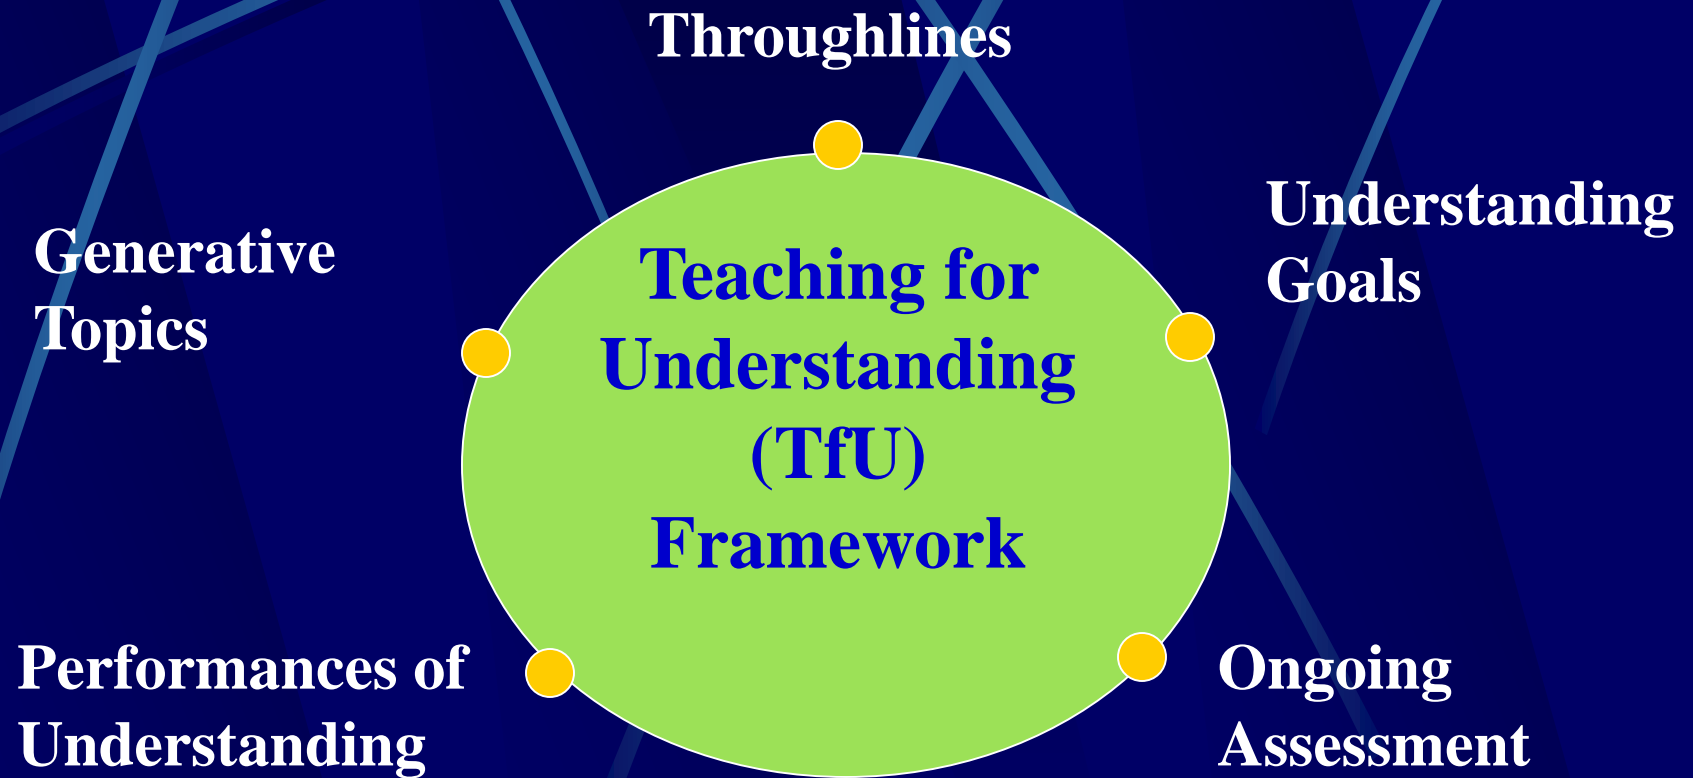 Throughlines
Understanding
Goals
Generative
Topics
Teaching for
Understanding
(TfU)
Framework
Performances of
Understanding
Ongoing
Assessment